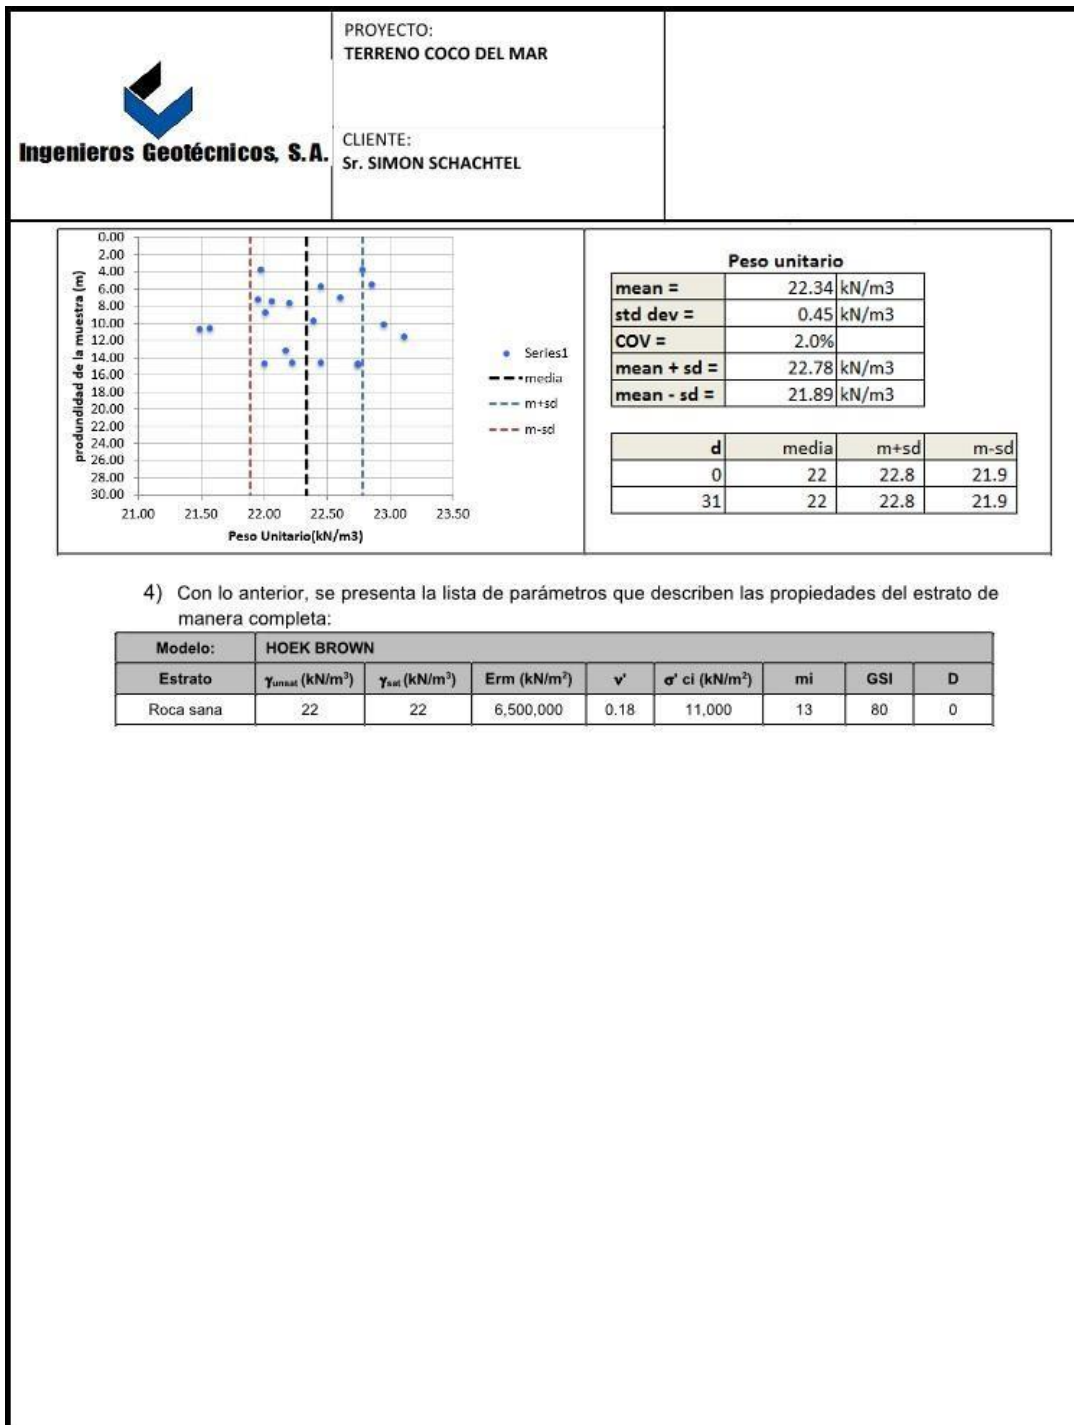 PROYECTO:
TERRENO COCO DEL MAR
Ingenieros Geotécnicos, S.A.
CLIENTE:
Sr. SIMON SCHACHTEL
produndidad de la muestra (m)
0.00
2.00
4.00
6.00
8.00
10.00
12.00
14.00
16.00
18.00
20.00
22.00
24.00
26.00
28.00
30.00
21.00 21.50 22.00 22.50 23.00 23.50
Peso Unitario(kN/m3)
Series1
media
m+sd
m-sd
Peso unitario
mean = 22.34 kN/m3
std dev = 0.45 kN/m3
COV = 2.0%
mean + sd = 22.78 kN/m3
mean - sd = 21.89 kN/m3
d media m+sd m-sd
0 22 22.8 21.9
31 22 22.8 21.9
4) Con lo anterior, se presenta la lista de parámetros que describen las propiedades del estrato de
manera completa:
Modelo: HOEK BROWN
Estrato γunsat (kN/m³) γsat (kN/m³) Erm (kN/m²) ν' σ' ci (kN/m²) mi GSI D
Roca sana 22 22 6,500,000 0.18 11,000 13 80 0